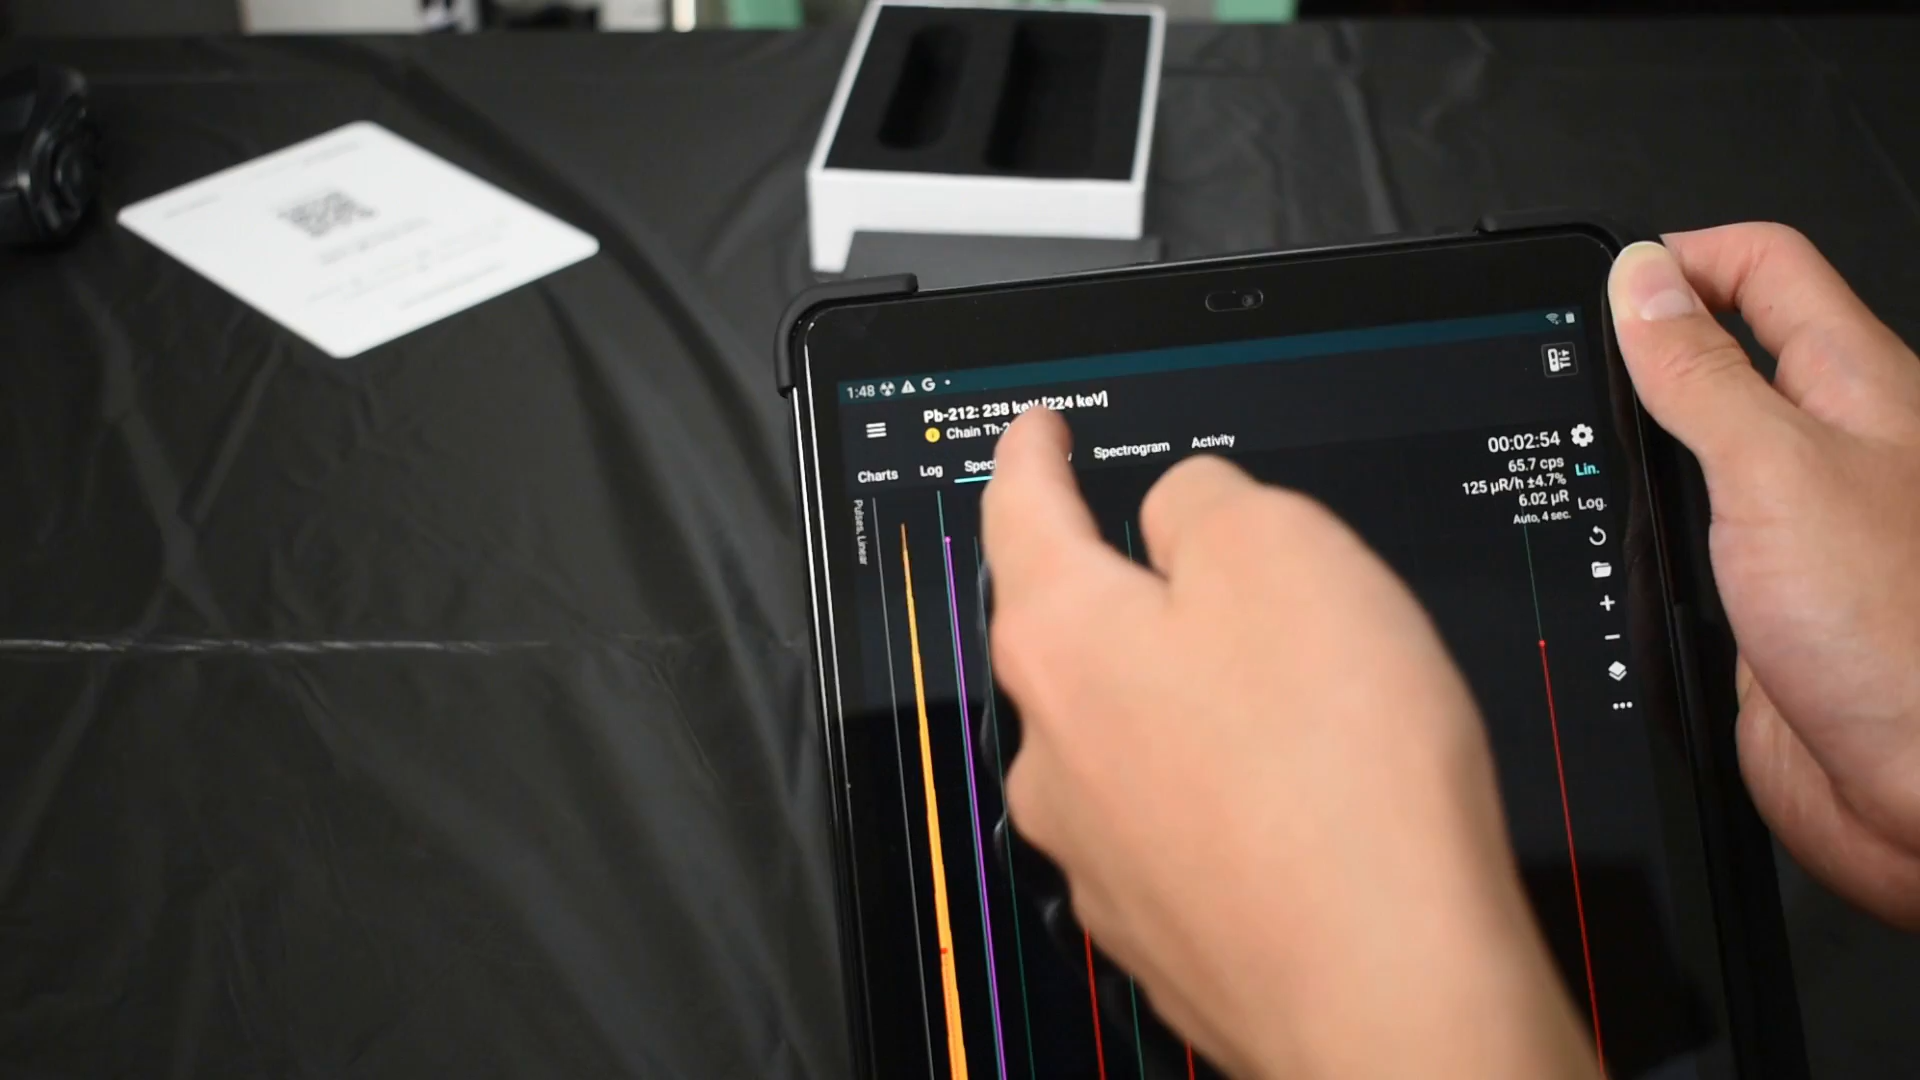 1:48
Pb-212: 238 keV [224 keV]
Chain Th-
Charts Log Spec Spectrogram Activity
00:02:54
65.7 cps
Lin.
125 µR/h ±4.7%
6.02 µR
Log.
Auto, 4 sec.
Pulses, Linear